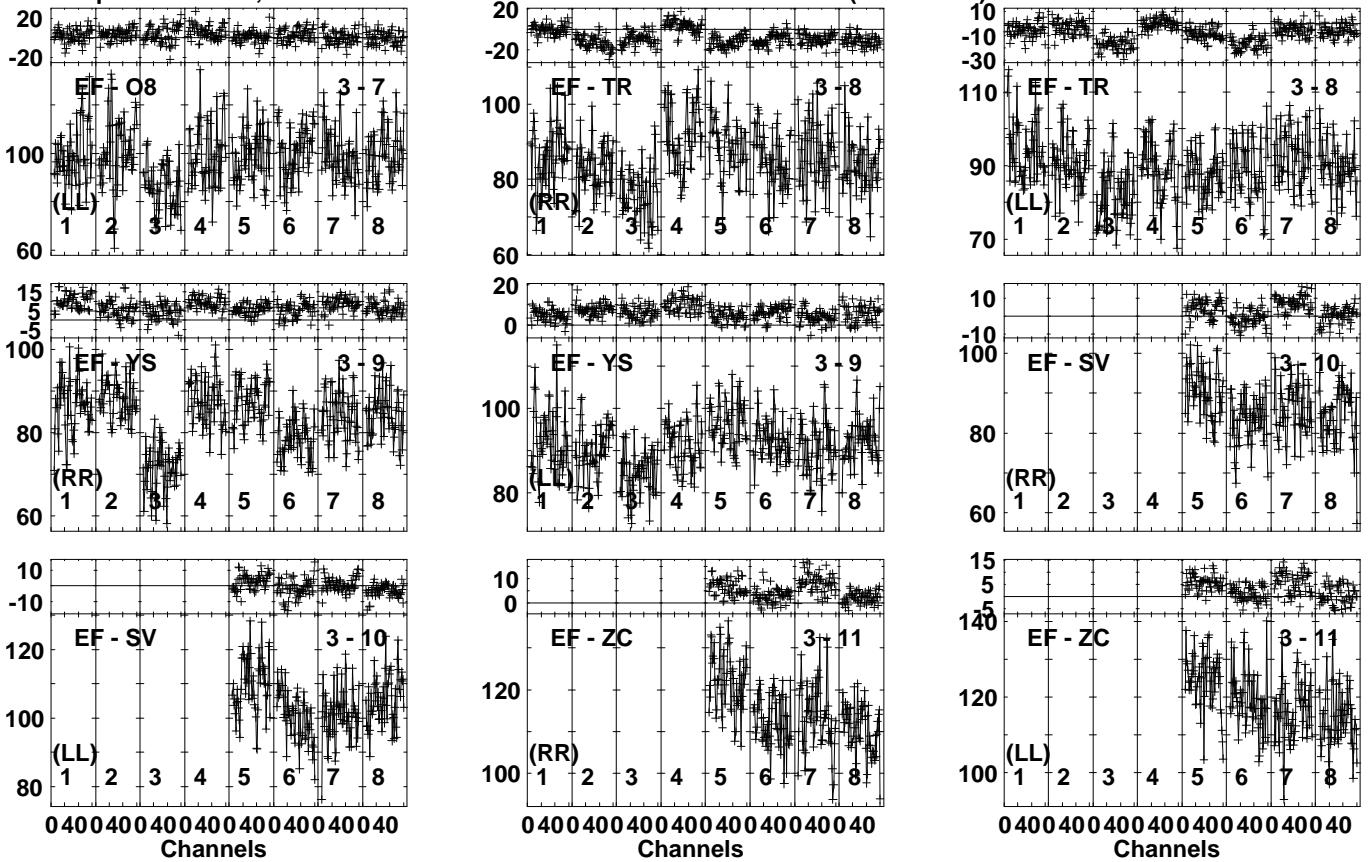 20
-20
EF - O8 3 - 7
100
(LL)
60
1 2 3 4 5 6 7 8
20
-20
EF - TR 3 - 8
100
80
(RR)
60
1 2 3 4 5 6 7 8
10
-10
-30
110
EF - TR 3 - 8
90
(LL)
70
1 2 3 4 5 6 7 8
15
5
-5
100
EF - YS 3 - 9
80
(RR)
60
1 2 3 4 5 6 7 8
20
0
EF - YS 3 - 9
100
(LL)
80
1 2 3 4 5 6 7 8
10
-10
100
EF - SV 3 - 10
80
(RR)
60
1 2 3 4 5 6 7 8
10
-10
EF - SV 3 - 10
120
100
(LL)
80
1 2 3 4 5 6 7 8
0 40 0 40 0 40 0 40 0 40 0 40 0 40 0 40
Channels
10
0
EF - ZC 3 - 11
120
(RR)
100
1 2 3 4 5 6 7 8
0 40 0 40 0 40 0 40 0 40 0 40 0 40 0 40
Channels
15
5
-5
140
EF - ZC 3 - 11
120
(LL)
100
1 2 3 4 5 6 7 8
0 40 0 40 0 40 0 40 0 40 0 40 0 40 0 40
Channels